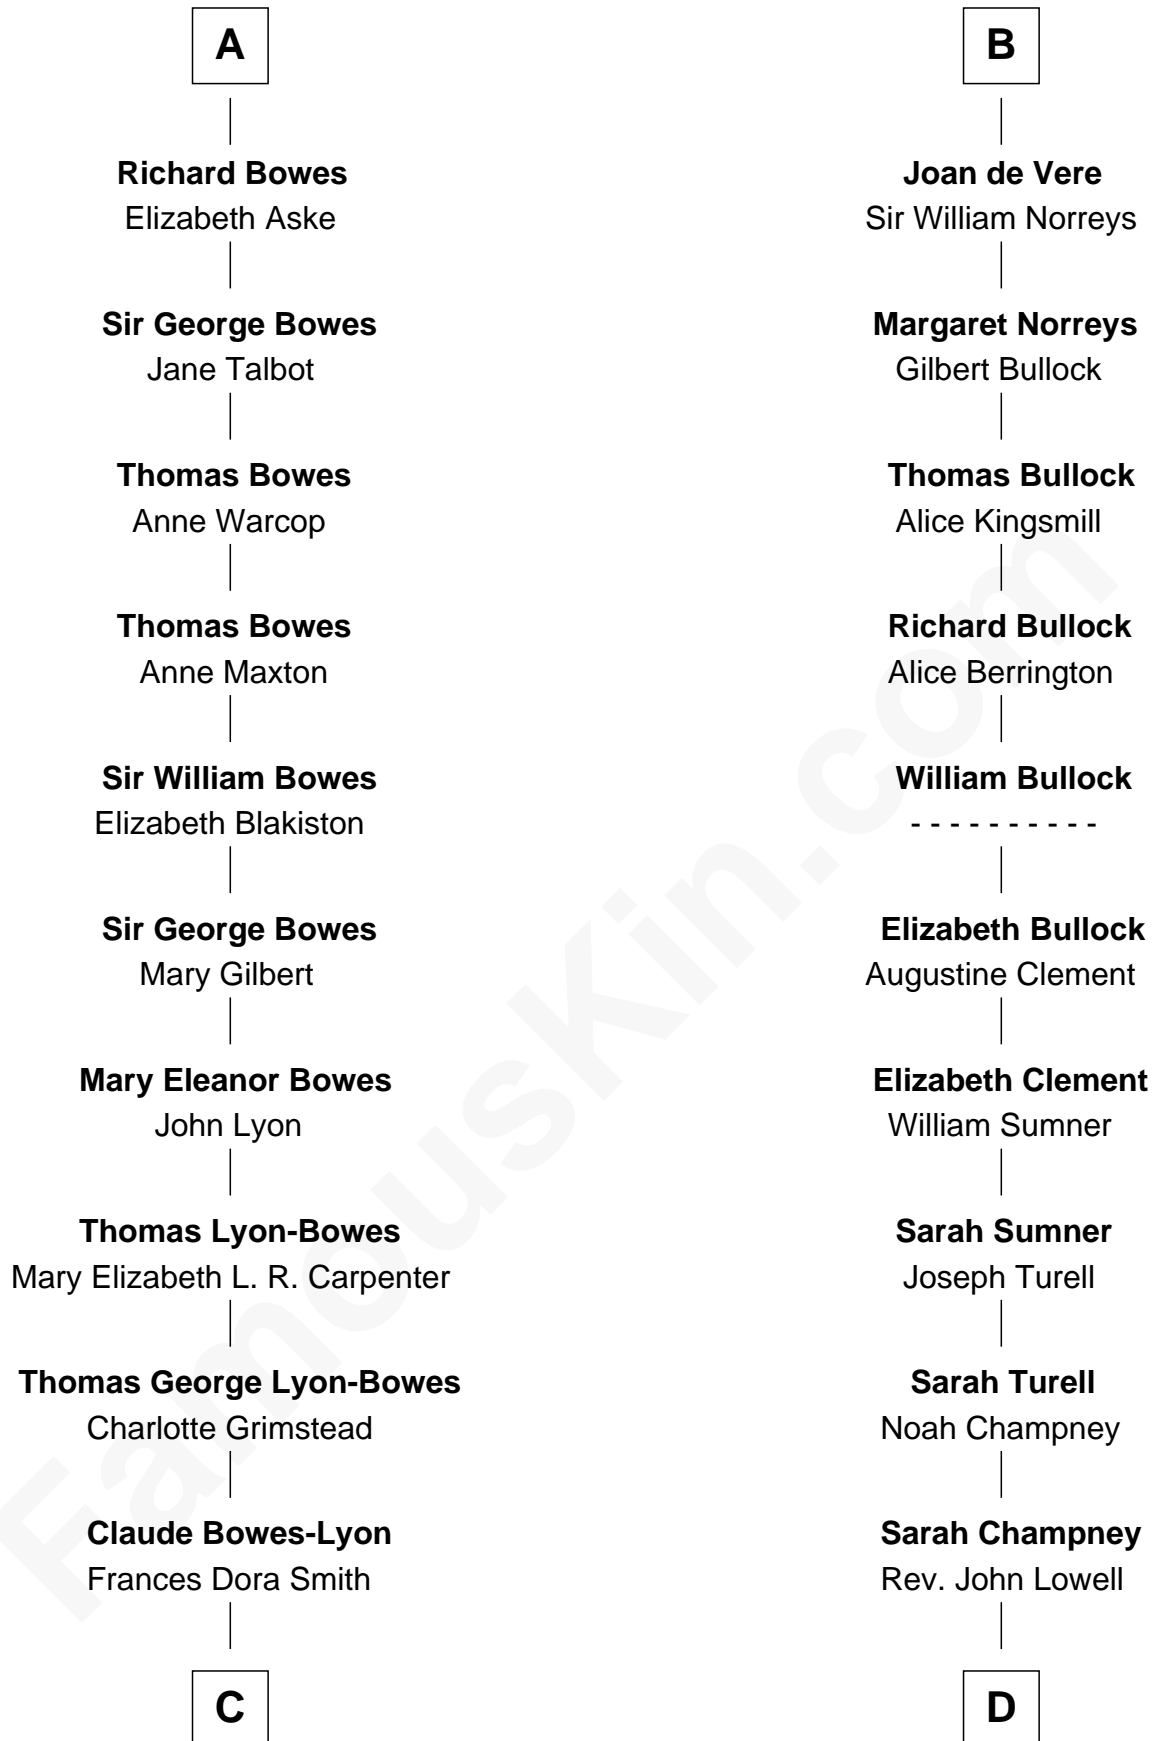 A
Richard Bowes
Elizabeth Aske
Sir George Bowes
Jane Talbot
Thomas Bowes
Anne Warcop
Thomas Bowes
Anne Maxton
Sir William Bowes
Elizabeth Blakiston
Sir George Bowes
Mary Gilbert
Mary Eleanor Bowes
John Lyon
Thomas Lyon-Bowes
Mary Elizabeth L. R. Carpenter
Thomas George Lyon-Bowes
Charlotte Grimstead
Claude Bowes-Lyon
Frances Dora Smith
C
B
Joan de Vere
Sir William Norreys
Margaret Norreys
Gilbert Bullock
Thomas Bullock
Alice Kingsmill
Richard Bullock
Alice Berrington
William Bullock
- - - - - - - - - -
Elizabeth Bullock
Augustine Clement
Elizabeth Clement
William Sumner
Sarah Sumner
Joseph Turell
Sarah Turell
Noah Champney
Sarah Champney
Rev. John Lowell
D
FamousKin.com